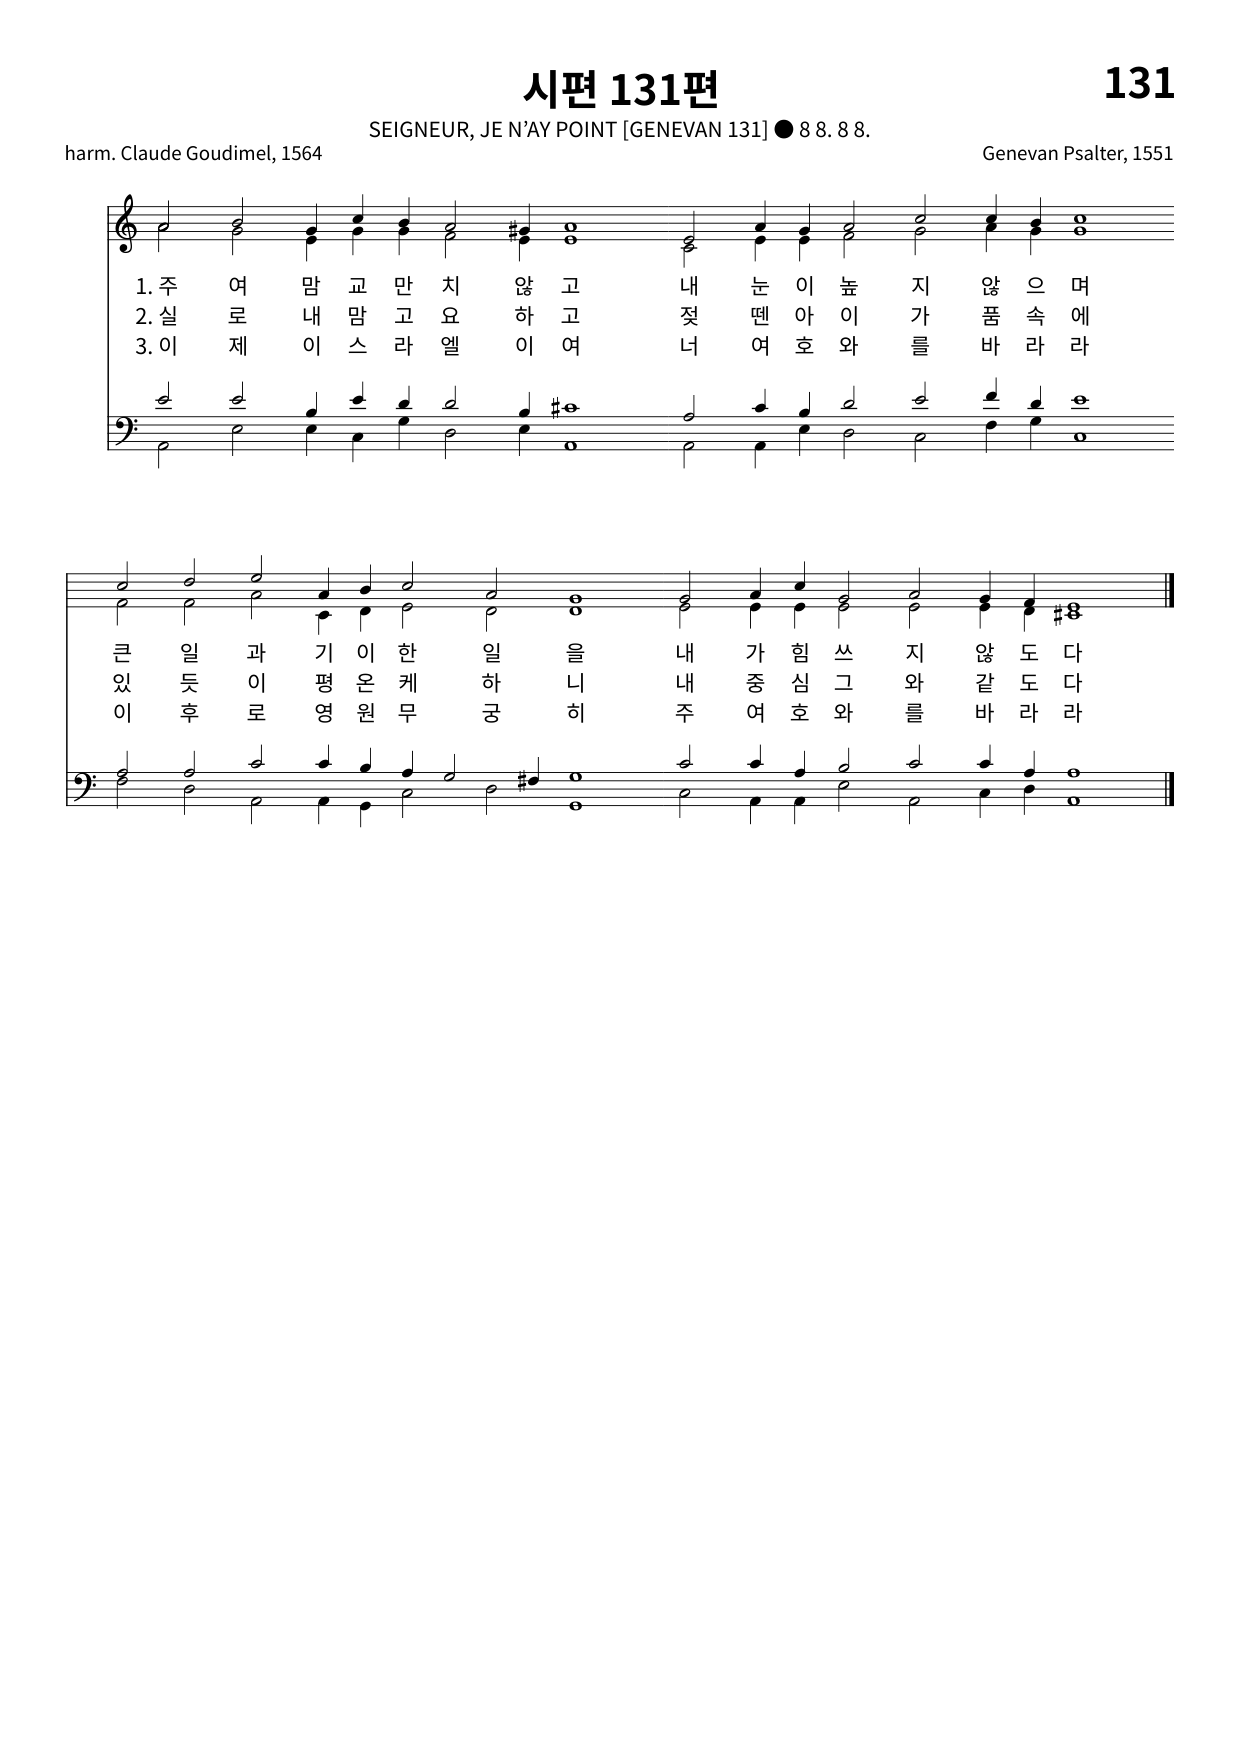 시편 131편
131
SEIGNEUR, JE N’AY POINT [GENEVAN 131] ● 8 8. 8 8.
harm. Claude Goudimel, 1564
Genevan Psalter, 1551
1. 주 여 맘 교 만 치 않 고 내 눈 이 높 지 않 으 며
2. 실 로 내 맘 고 요 하 고 젖 뗀 아 이 가 품 속 에
3. 이 제 이 스 라 엘 이 여 너 여 호 와 를 바 라 라
큰 일 과 기 이 한 일 을 내 가 힘 쓰 지 않 도 다
있 듯 이 평 온 케 하 니 내 중 심 그 와 같 도 다
이 후 로 영 원 무 궁 히 주 여 호 와 를 바 라 라